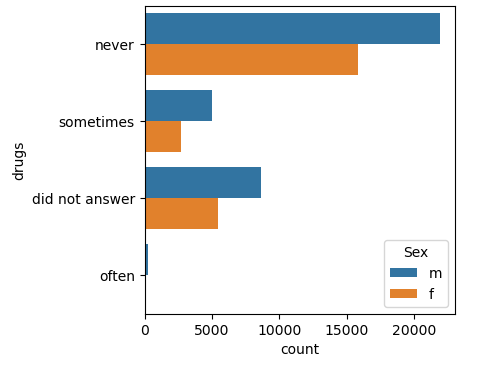 never
sometimes
did not answer
often
drugs
0 5000 10000 15000 20000
count
Sex
m
f